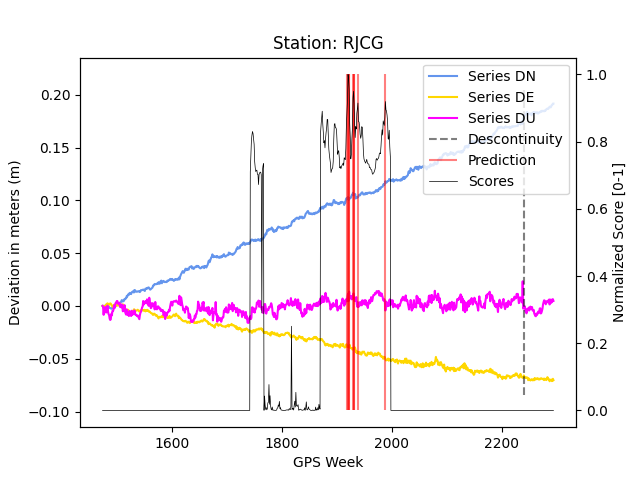 Station: RJCG
Series DN
Series DE
Series DU
Descontinuity
Prediction
Scores
0.20
0.15
0.10
0.05
0.00
−0.05
−0.10
Deviation in meters (m)
1.0
0.8
0.6
0.4
0.2
0.0
Normalized Score [0-1]
1600
1800
2000
2200
GPS Week